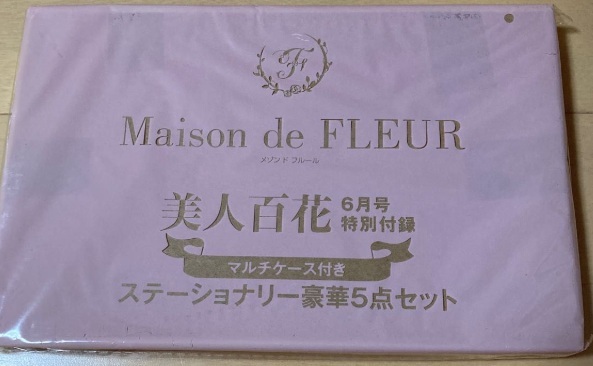 F
Maison de FLEUR
メゾン ド フルール
美人百花 6月号
特別付録
マルチケース付き
ステーショナリー豪華5点セット